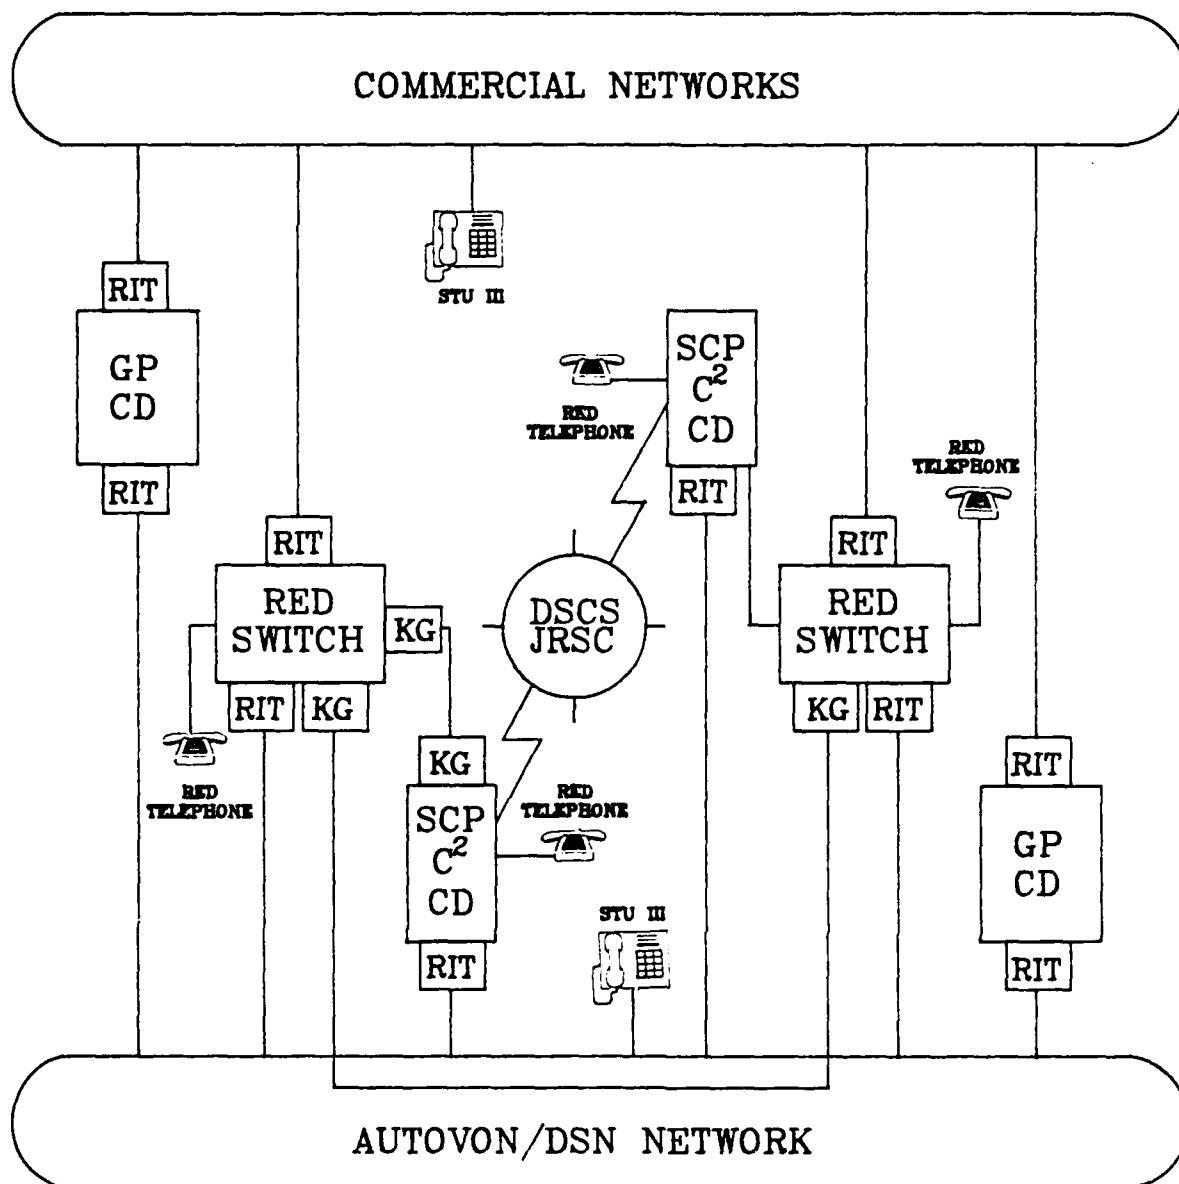 COMMERCIAL NETWORKS
STU III
RIT
GP
CD
RIT
SCP
C²
CD
RIT
RED
TELEPHONE
RED
TELEPHONE
RIT
RED
SWITCH
KG
RIT
KG
RED
TELEPHONE
DSCS
JRSC
RIT
RED
SWITCH
KG
RIT
KG
SCP
C²
CD
RIT
RED
TELEPHONE
STU III
RIT
GP
CD
RIT
AUTOVON/DSN NETWORK